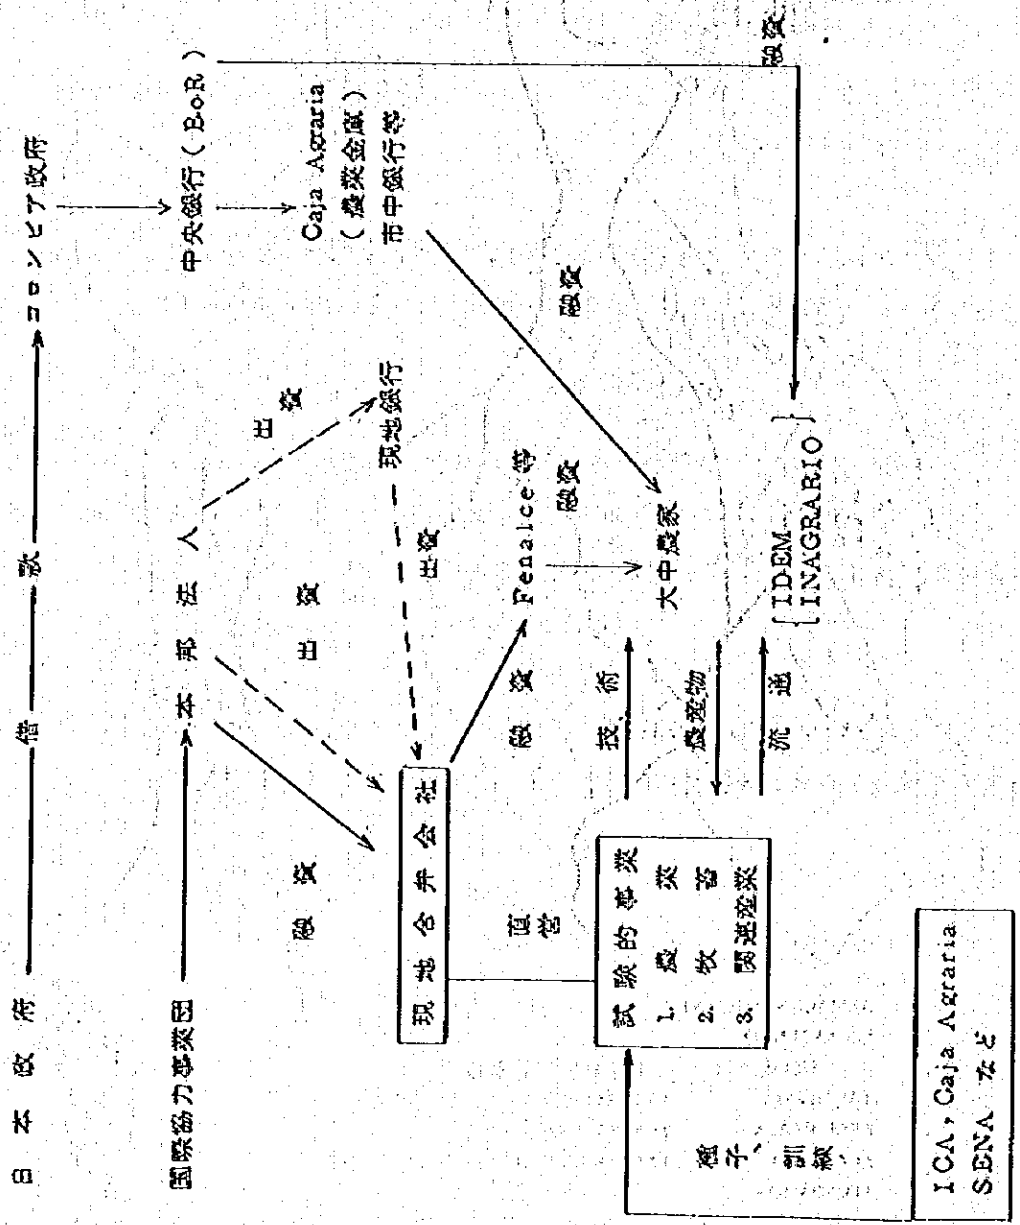 日本政府
借款
コロンビア政府
国際協力事業団
本邦法人
中央銀行(BoR)
融資
Caja Agraria
(農業金庫)
市中銀行等
出資
出資
融資
現地銀行
出資
現地合弁会社
融資
Fenalce等
融資
融資
直営
技術
大中農家
農産物
流通
IDEM
INAGRARIO
試験的事業
1. 農業
2. 牧畜
3. 関連産業
種子、訓練
ICA, Caja Agraria
SENA など